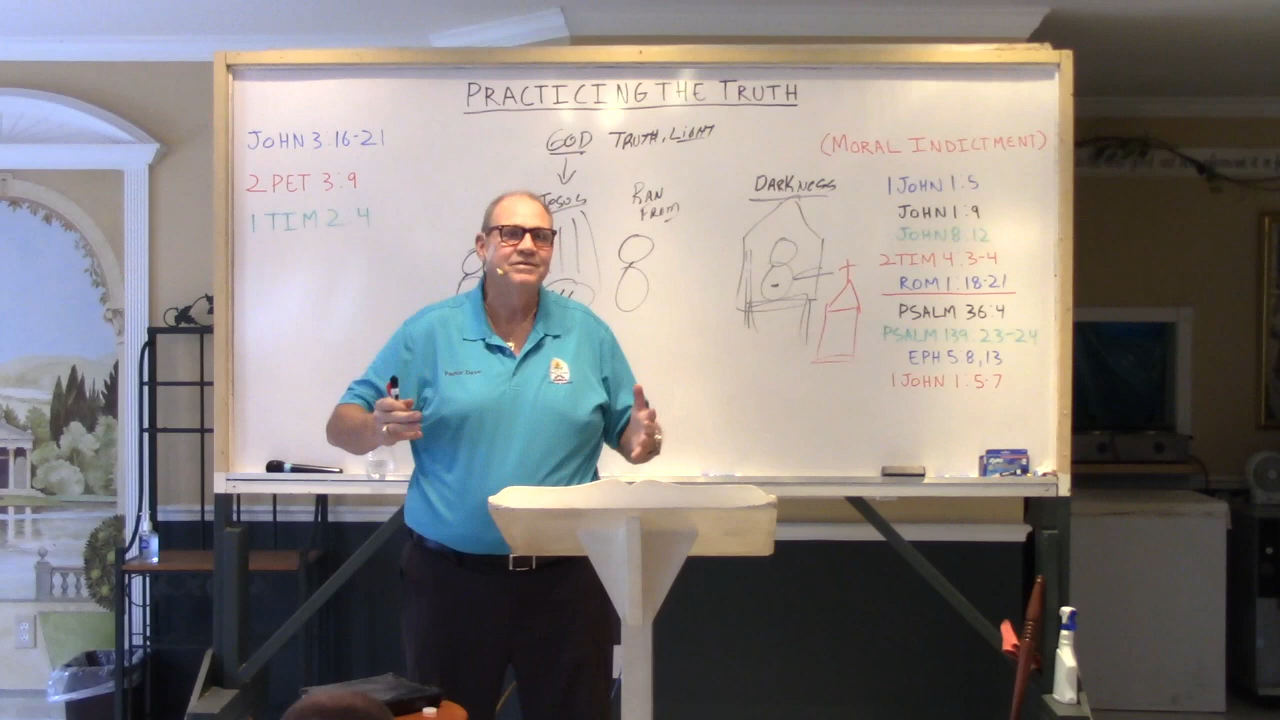 PRACTICING THE TRUTH
JOHN 3:16-21
2 PET 3:9
1 TIM 2:4
GOD TRUTH, LIGHT
JESUS
RAN
FROM
DARKNESS
(MORAL INDICTMENT)
1 JOHN 1:5
JOHN 1:9
JOHN 8:12
2 TIM 4:3-4
ROM 1:18-21
PSALM 36:4
PSALM 139:23-24
EPH 5:8,13
1 JOHN 1:5-7